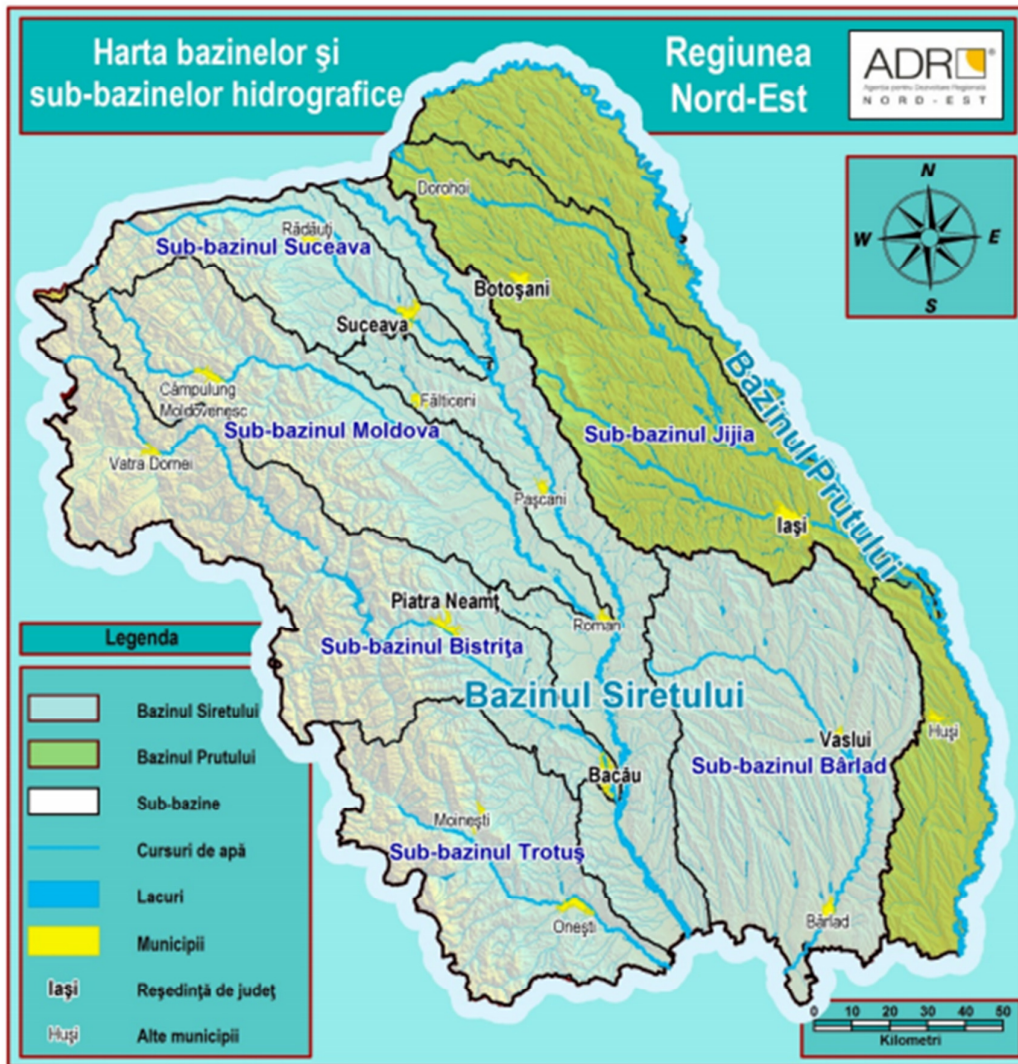 Harta bazinelor şi
sub-bazinelor hidrografice
Regiunea
Nord-Est
ADR
Agenţia pentru Dezvoltare Regională
NORD-EST
N
W
E
S
Dorohoi
Rădăuţi
Sub-bazinul Suceava
Botoşani
Suceava
Câmpulung
Moldovenesc
Fălticeni
Sub-bazinul Moldova
Sub-bazinul Jijia
Bazinul Prutului
Vatra Dornei
Paşcani
Iaşi
Piatra Neamţ
Roman
Sub-bazinul Bistriţa
Bazinul Siretului
Vaslui
Huşi
Sub-bazinul Bârlad
Bacău
Moineşti
Sub-bazinul Trotuş
Oneşti
Bârlad
Legenda
Bazinul Siretului
Bazinul Prutului
Sub-bazine
Cursuri de apă
Lacuri
Municipii
Iaşi Reşedinţă de judeţ
Huşi Alte municipii
0 10 20 30 40 50
Kilometri